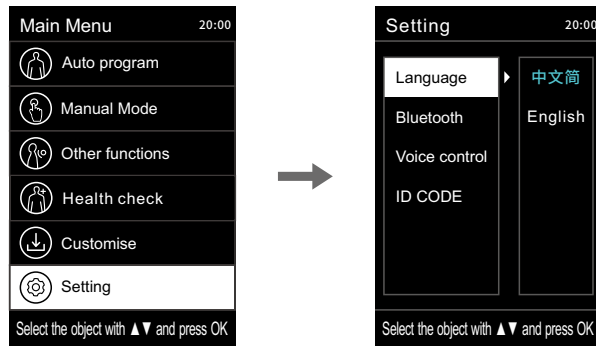 Main Menu 20:00
Auto program
Manual Mode
Other functions
Health check
Customise
Setting
Select the object with ▲▼ and press OK
Setting 20:00
Language
Bluetooth
Voice control
ID CODE
中文简
English
Select the object with ▲▼ and press OK